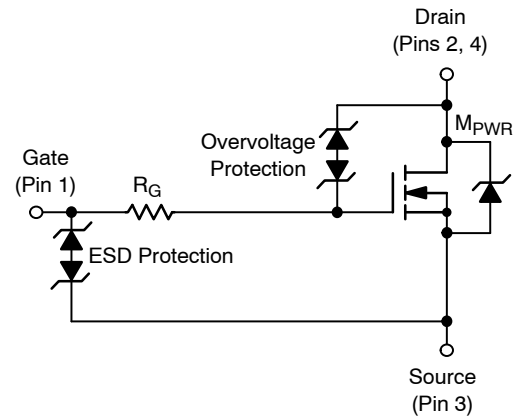 Drain
(Pins 2, 4)
Overvoltage
Protection
MPWR
Gate
(Pin 1)
RG
ESD Protection
Source
(Pin 3)